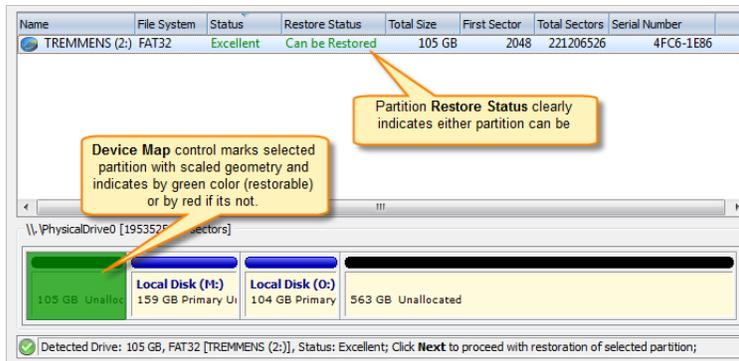 Name File System Status Restore Status Total Size First Sector Total Sectors Serial Number
TREMMENS (2:) FAT32 Excellent Can be Restored 105 GB 2048 221206526 4FC6-1E86
Partition Restore Status clearly
indicates either partition can be
Device Map control marks selected
partition with scaled geometry and
indicates by green color (restorable)
or by red if its not.
\\.\PhysicalDrive0
105 GB Unalloc
Local Disk (M:)
159 GB Primary
Local Disk (O:)
104 GB Primary
563 GB Unallocated
Detected Drive: 105 GB, FAT32 [TREMMENS (2:)], Status: Excellent; Click Next to proceed with restoration of selected partition;